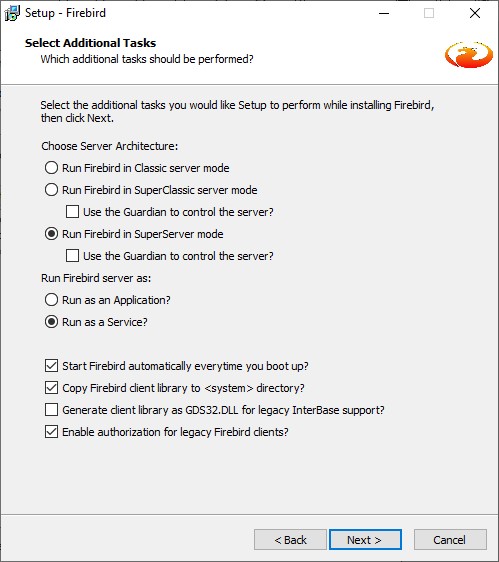 Setup - Firebird
Select Additional Tasks
Which additional tasks should be performed?
Select the additional tasks you would like Setup to perform while installing Firebird,
then click Next.
Choose Server Architecture:
Run Firebird in Classic server mode
Run Firebird in SuperClassic server mode
Use the Guardian to control the server?
Run Firebird in SuperServer mode
Use the Guardian to control the server?
Run Firebird server as:
Run as an Application?
Run as a Service?
Start Firebird automatically everytime you boot up?
Copy Firebird client library to <system> directory?
Generate client library as GDS32.DLL for legacy InterBase support?
Enable authorization for legacy Firebird clients?
< Back Next > Cancel